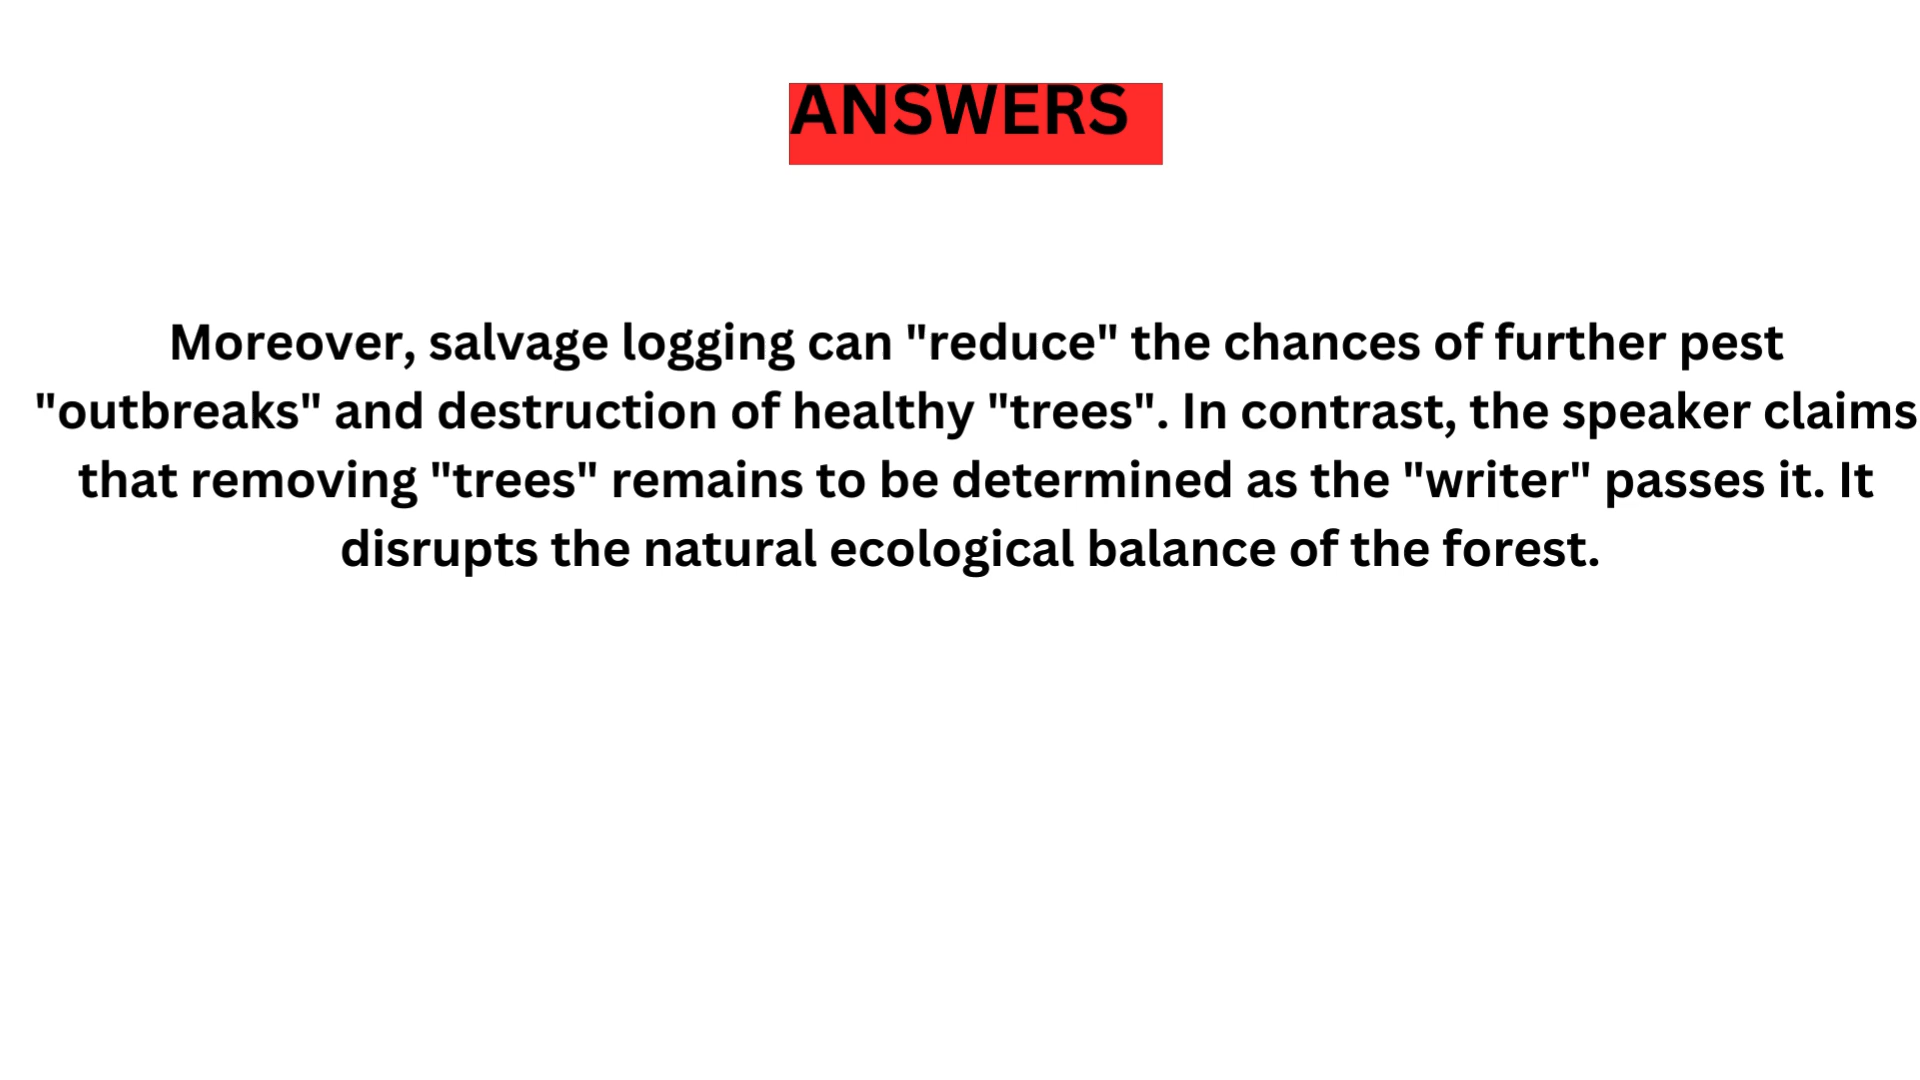 ANSWERS
Moreover, salvage logging can "reduce" the chances of further pest
"outbreaks" and destruction of healthy "trees". In contrast, the speaker claims
that removing "trees" remains to be determined as the "writer" passes it. It
disrupts the natural ecological balance of the forest.